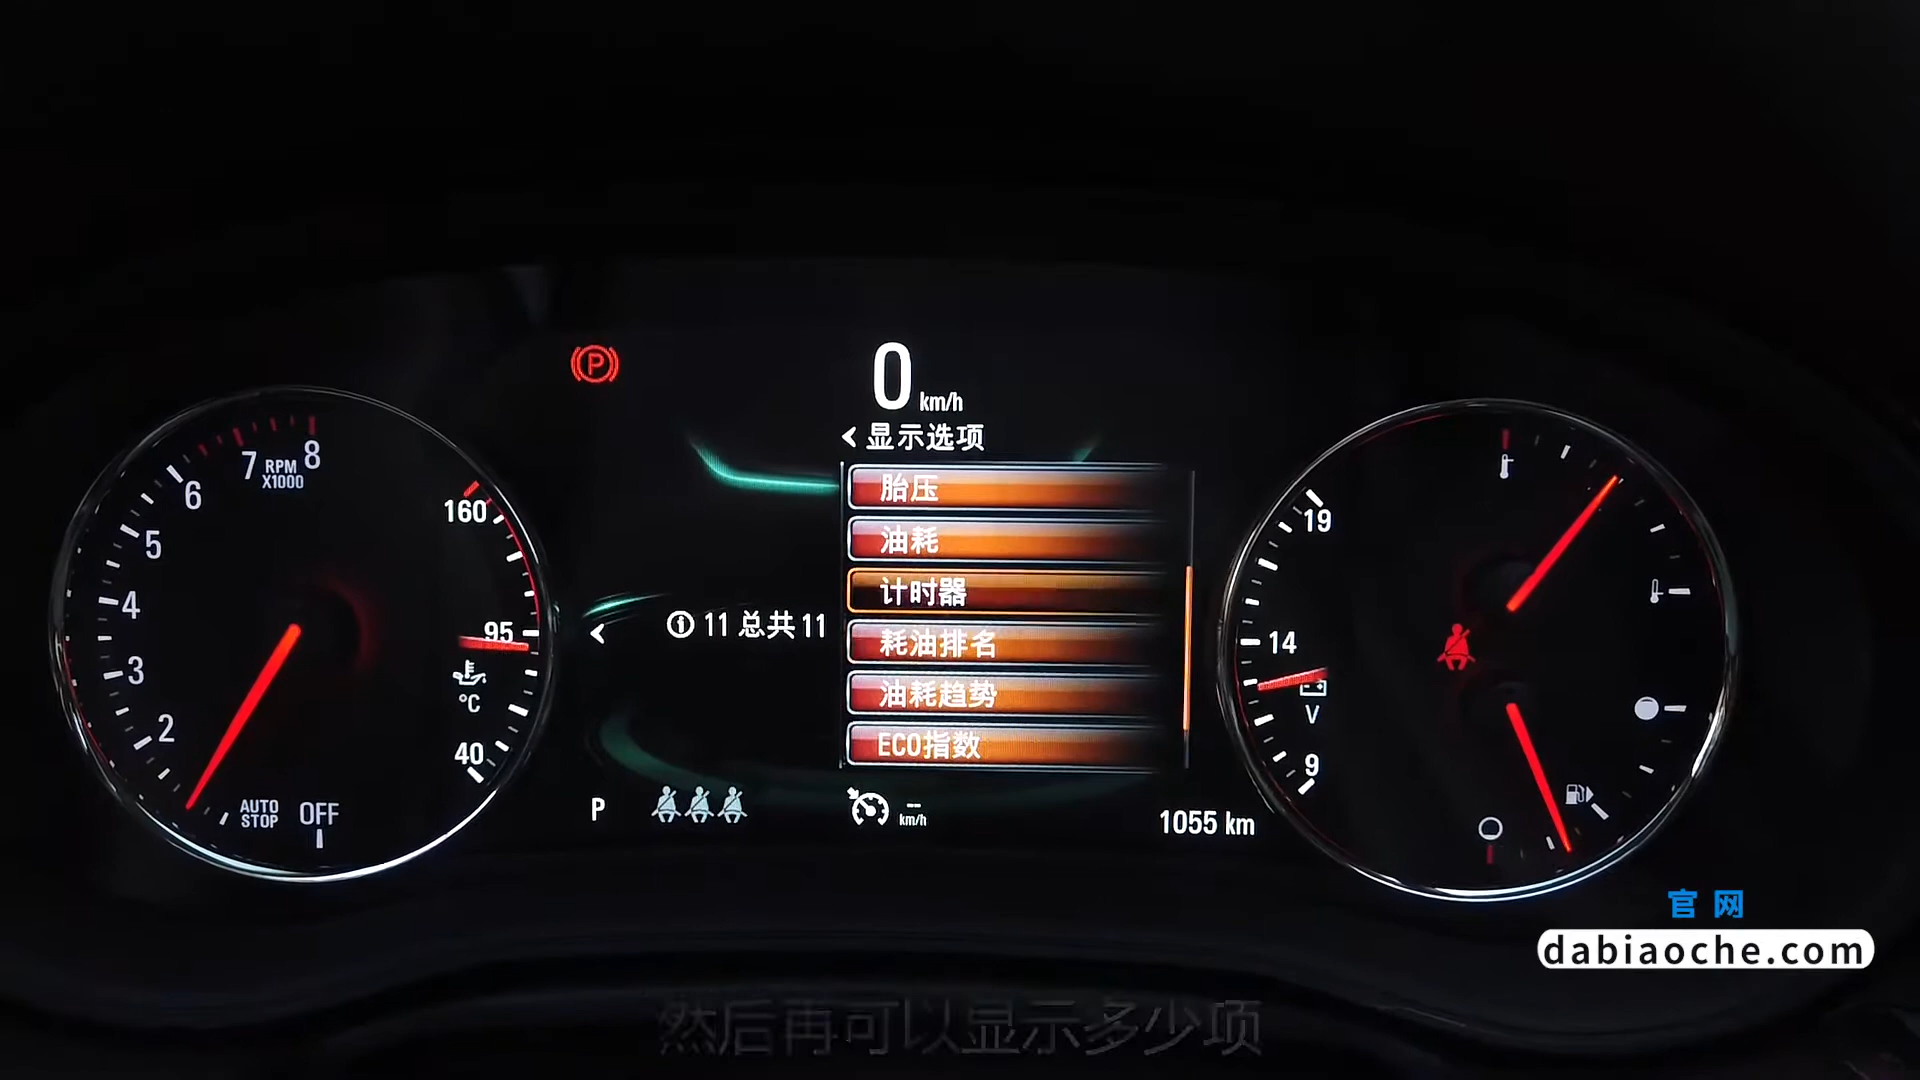 0 km/h
显示选项
胎压
油耗
计时器
耗油排名
油耗趋势
ECO指数
11 总共 11
8
7
RPM X1000
6
5
4
3
2
AUTO STOP
OFF
160
95
°C
40
P
P
--
km/h
1055 km
19
14
V
9
官网
dabiaoche.com
然后再可以显示多少项